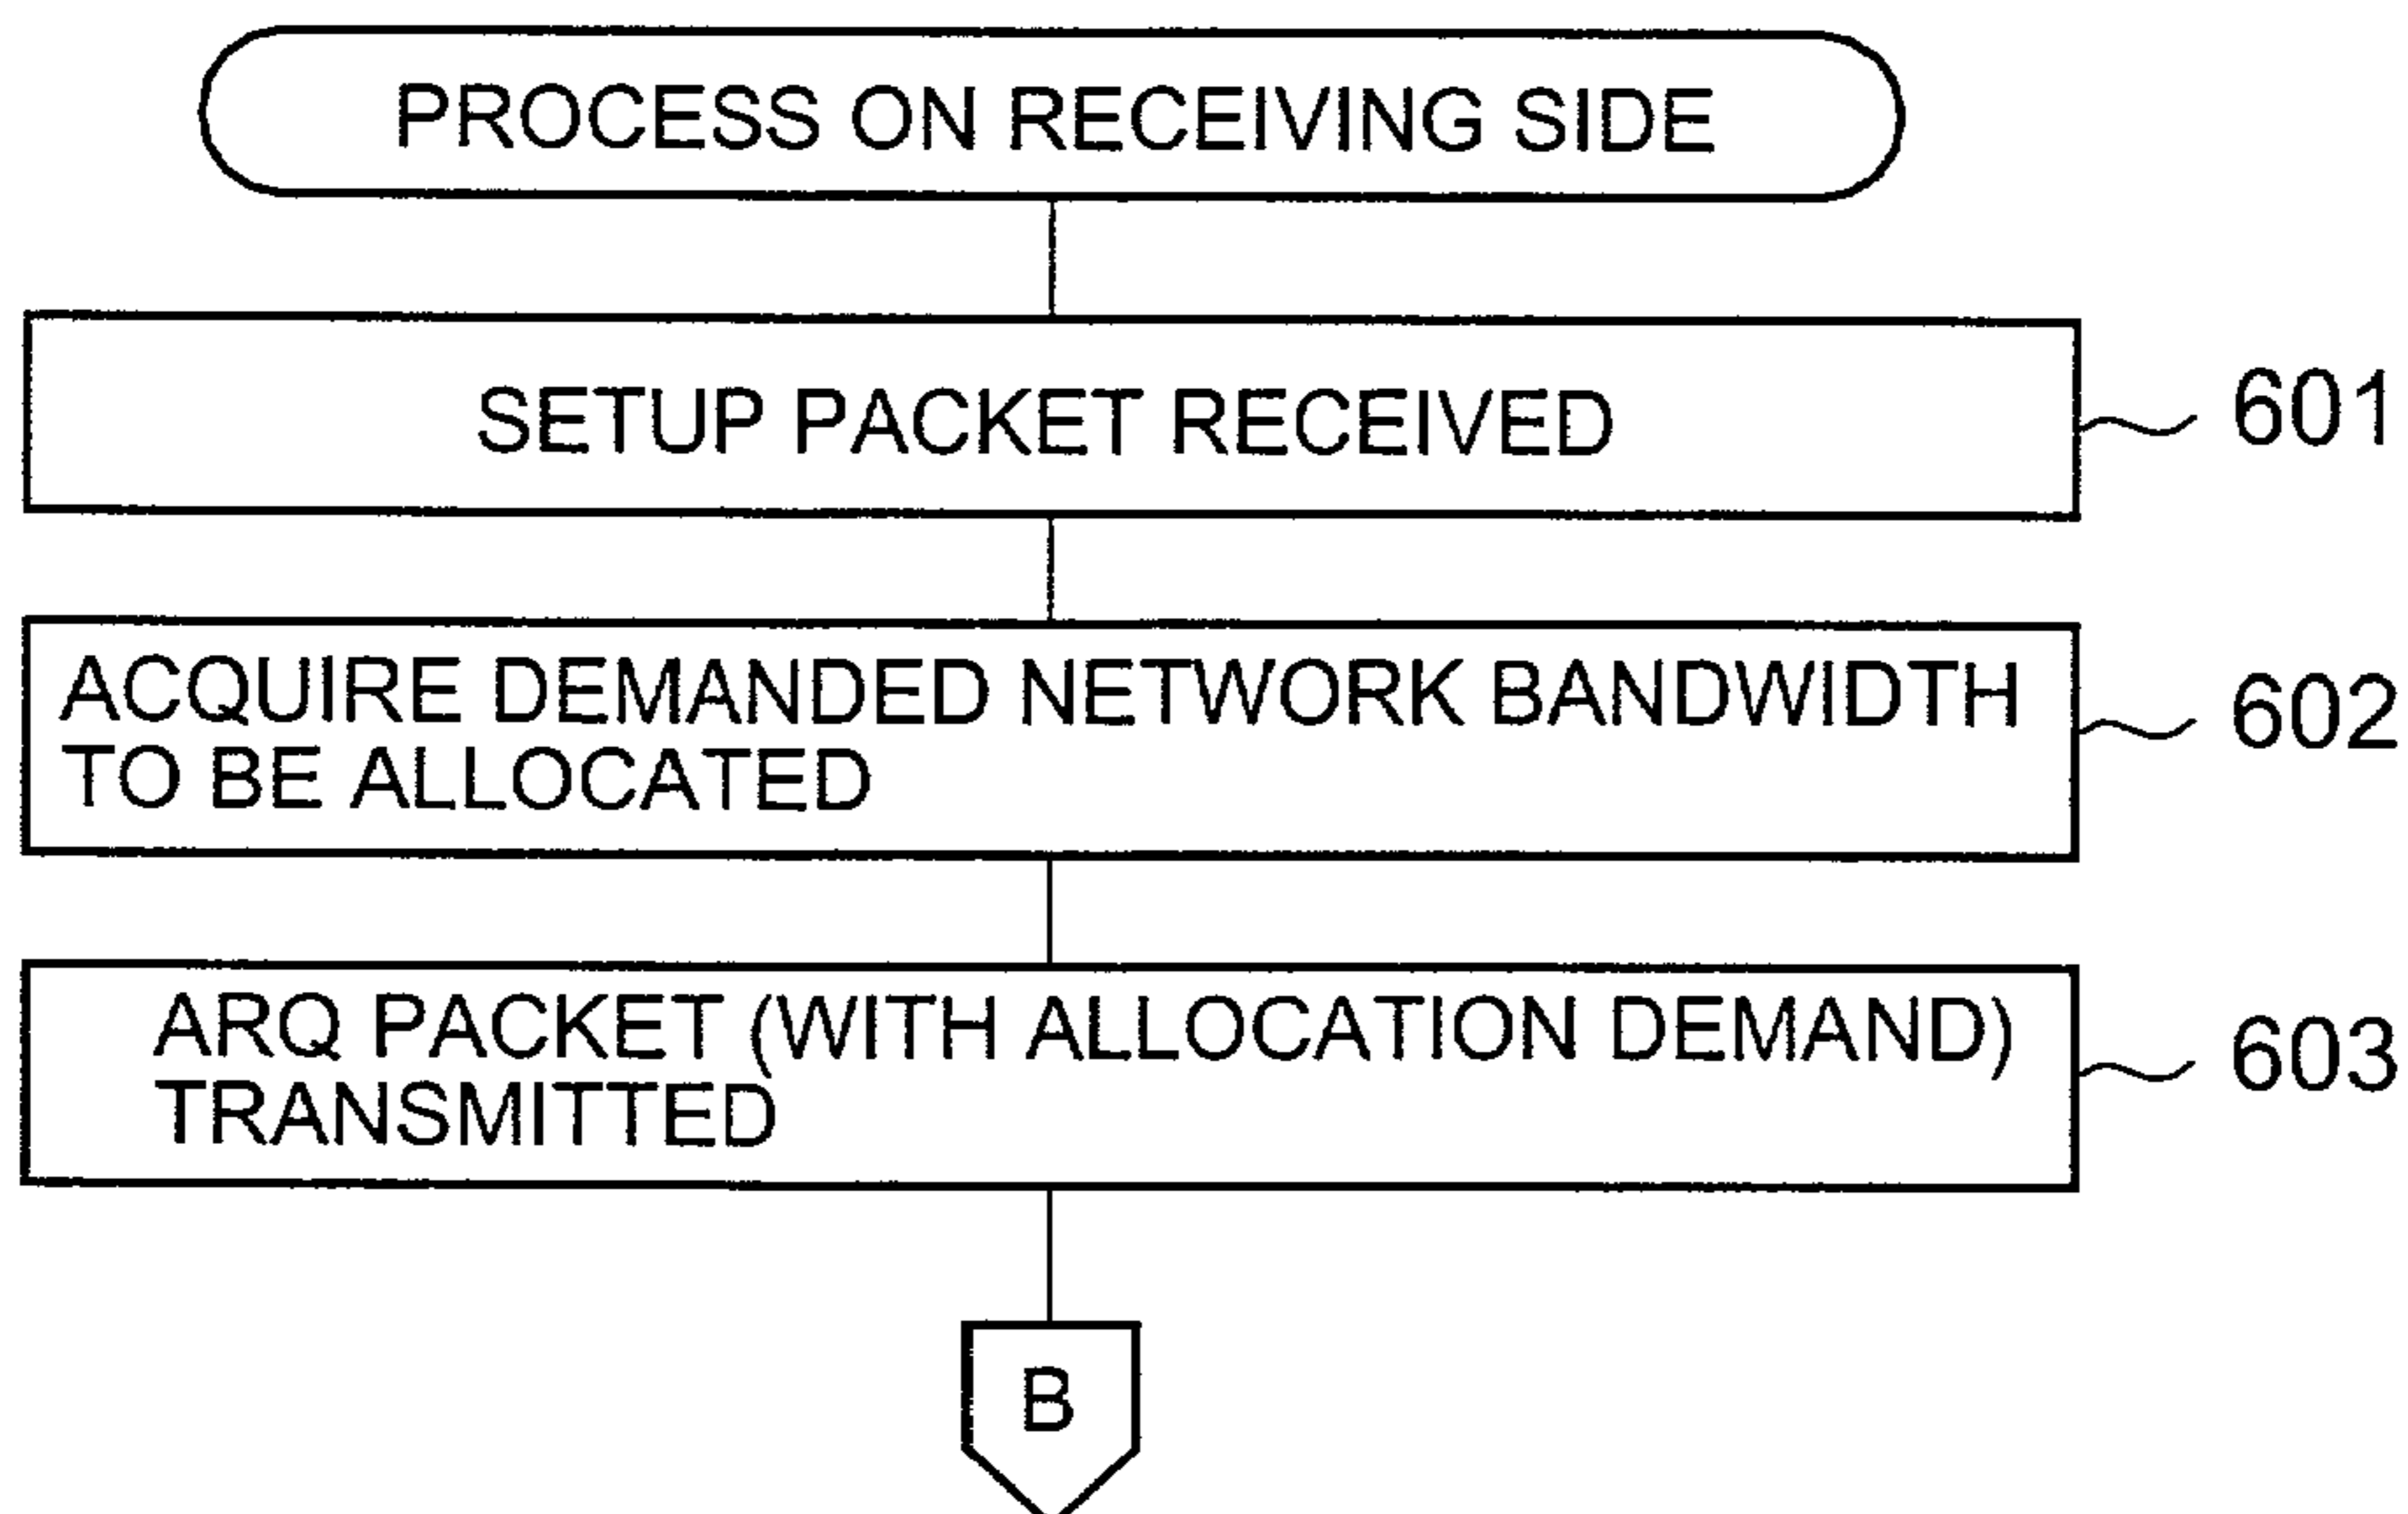 PROCESS ON RECEIVING SIDE
SETUP PACKET RECEIVED
601
ACQUIRE DEMANDED NETWORK BANDWIDTH
TO BE ALLOCATED
602
ARQ PACKET (WITH ALLOCATION DEMAND)
TRANSMITTED
603
B